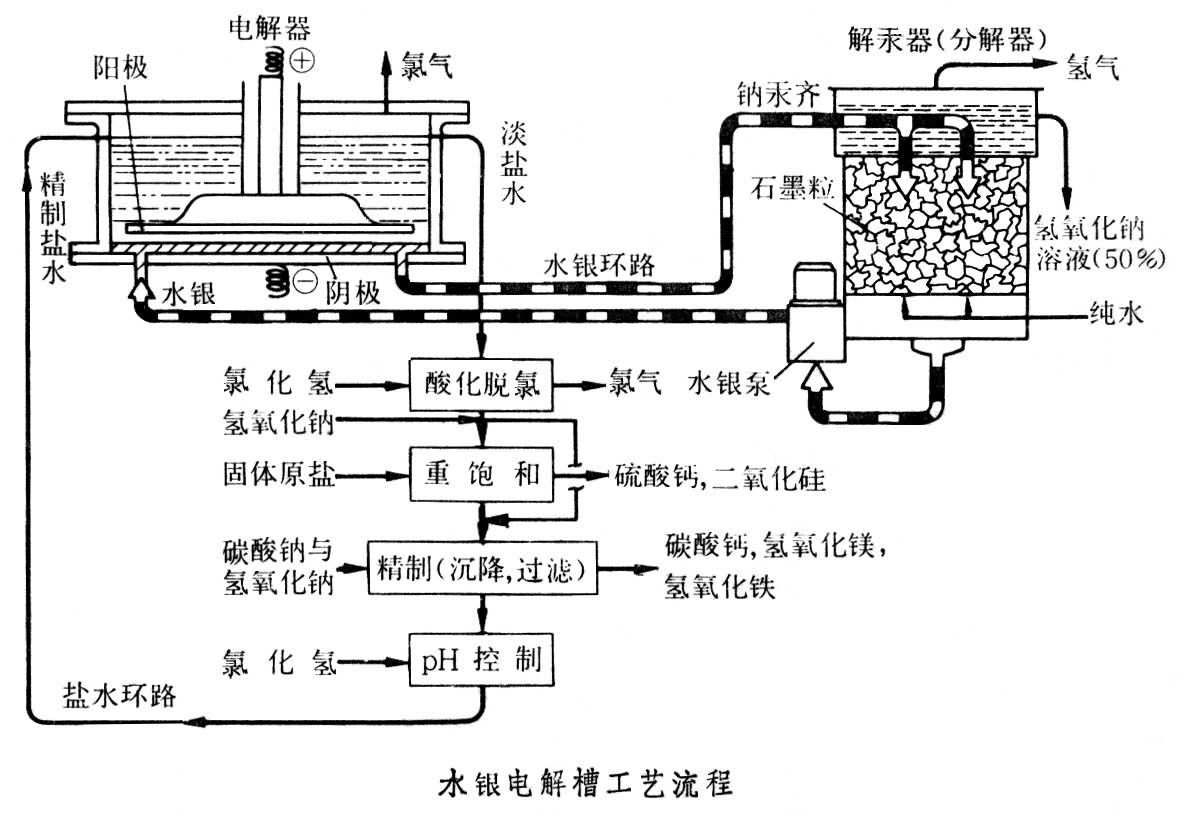 电解器
⊕
阳极
氯气
解汞器(分解器)
氢气
钠汞齐
淡盐水
精制盐水
石墨粒
氢氧化钠
溶液(50%)
水银环路
⊖
水银
阴极
纯水
氯化氢
酸化脱氯
氯气
水银泵
氢氧化钠
固体原盐
重饱和
硫酸钙,二氧化硅
碳酸钠与
氢氧化钠
精制(沉降,过滤)
碳酸钙,氢氧化镁,
氢氧化铁
氯化氢
pH控制
盐水环路
水银电解槽工艺流程